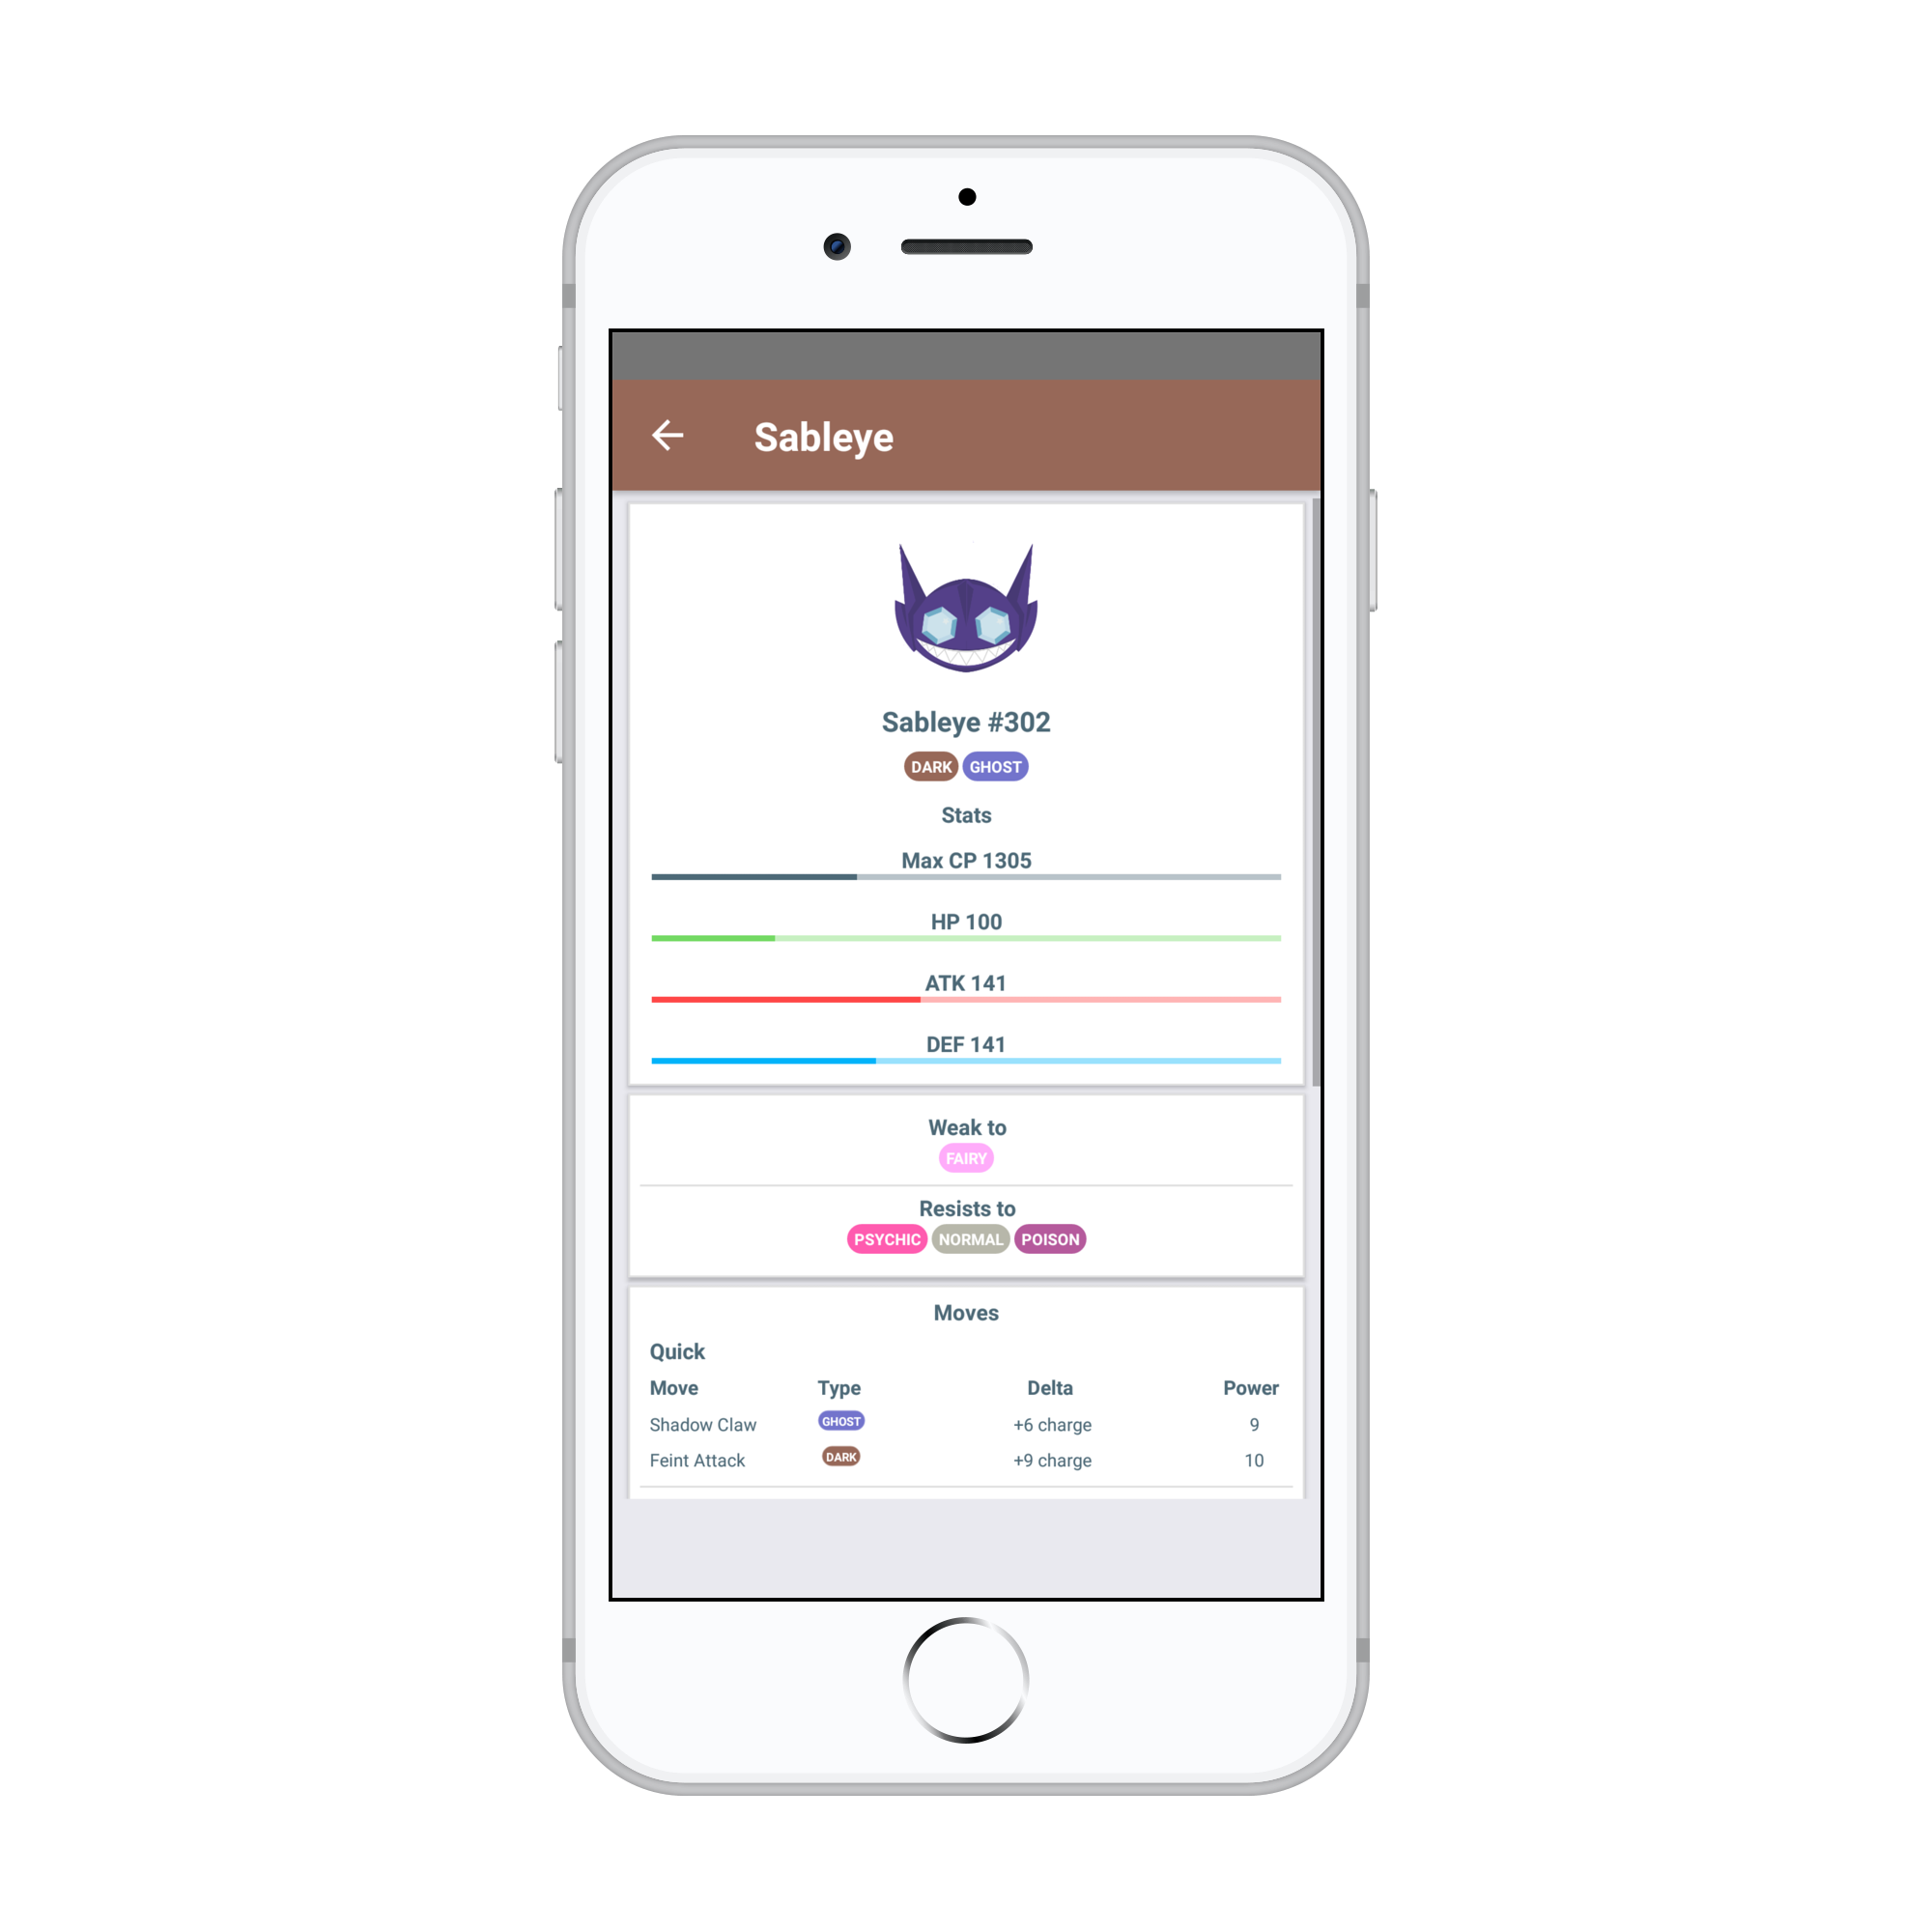 Sableye
Sableye #302
DARK GHOST
Stats
Max CP 1305
HP 100
ATK 141
DEF 141
Weak to
FAIRY
Resists to
PSYCHIC NORMAL POISON
Moves
Quick
Move Type Delta Power
Shadow Claw GHOST +6 charge 9
Feint Attack DARK +9 charge 10